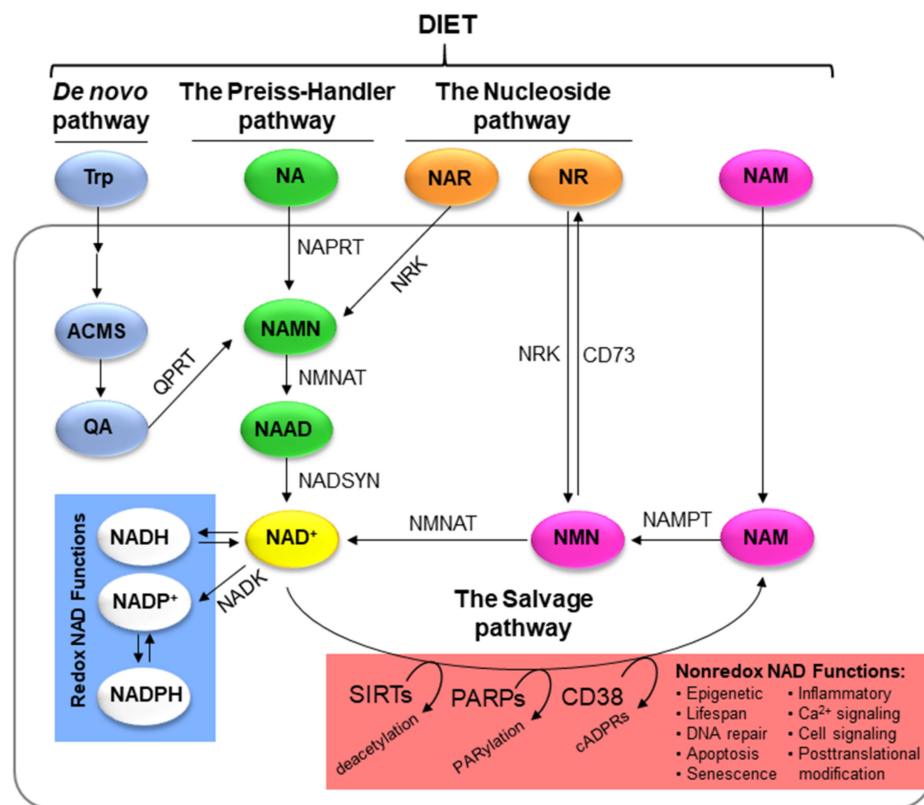 DIET
De novo
pathway
The Preiss-Handler
pathway
The Nucleoside
pathway
Trp
NA
NAR
NR
NAM
NAPRT
NRK
ACMS
NAMN
QPRT
NRK
CD73
NMNAT
QA
NAAD
NADSYN
Redox NAD Functions
NADH
NAD⁺
NMNAT
NMN
NAMPT
NAM
NADK
NADP⁺
NADPH
The Salvage
pathway
SIRTs
PARPs
CD38
deacetylation
PARylation
cADPRs
Nonredox NAD Functions:
• Epigenetic
• Lifespan
• DNA repair
• Apoptosis
• Senescence
• Inflammatory
• Ca²⁺ signaling
• Cell signaling
• Posttranslational
modification